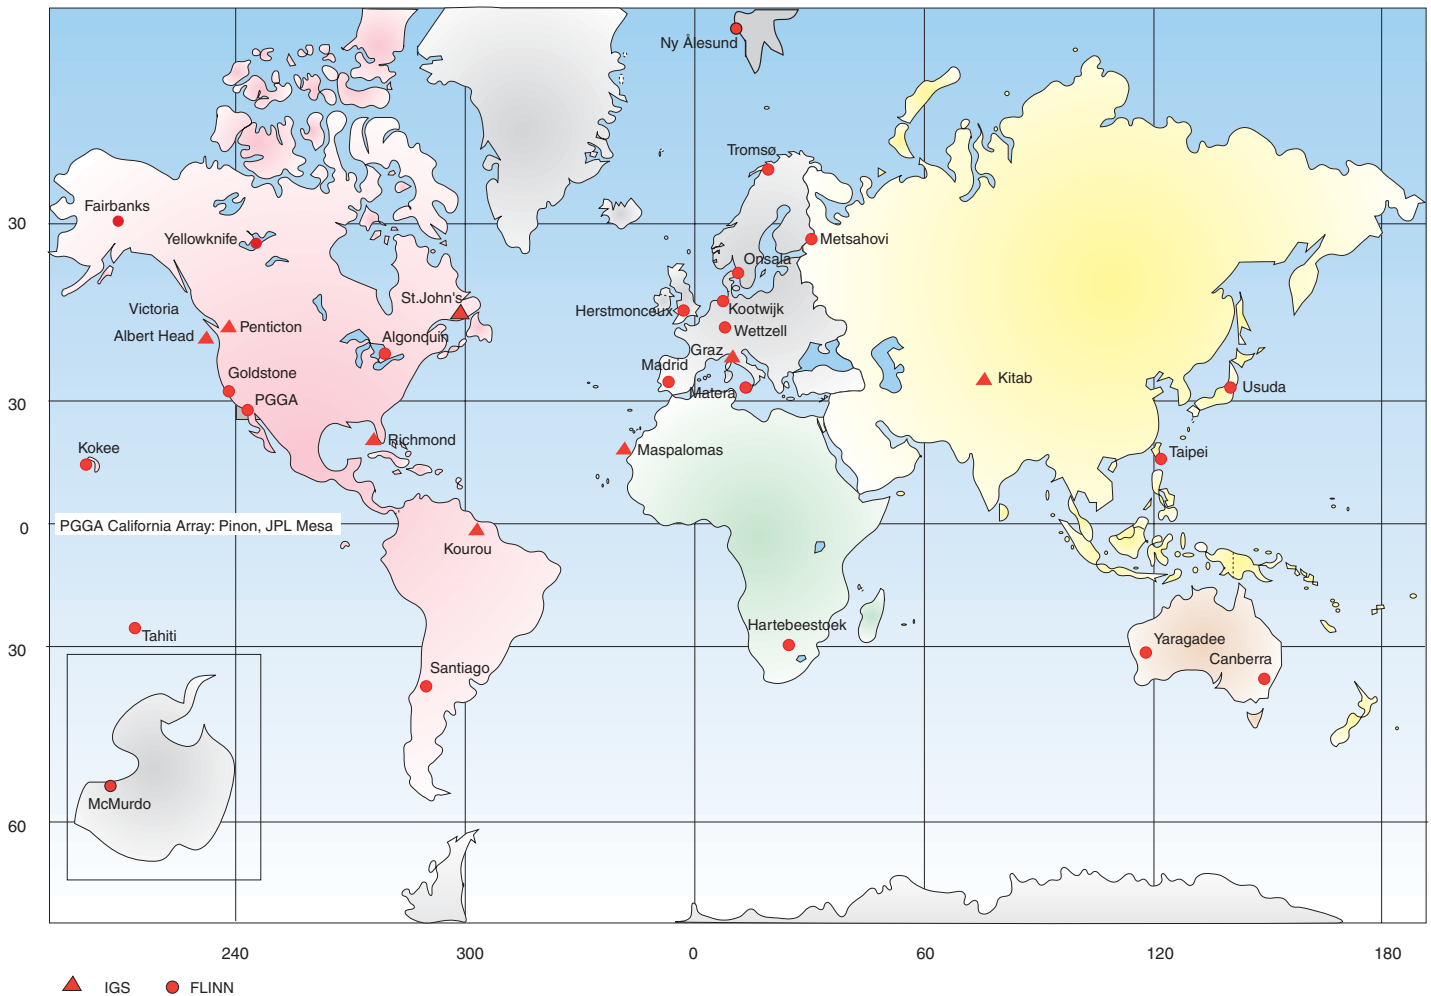 Ny Ålesund
Tromsø
Fairbanks
30
Yellowknife
Metsahovi
Onsala
St.John's
Victoria
Herstmonceux
Kootwijk
Penticton
Wettzell
Albert Head
Algonquin
Graz
Madrid
Goldstone
Kitab
Usuda
Matera
PGGA
30
Richmond
Kokee
Maspalomas
Taipei
PGGA California Array: Pinon, JPL Mesa
0
Kourou
Hartebeestoek
Tahiti
Yaragadee
30
Canberra
Santiago
McMurdo
60
240
300
0
60
120
180
IGS
FLINN